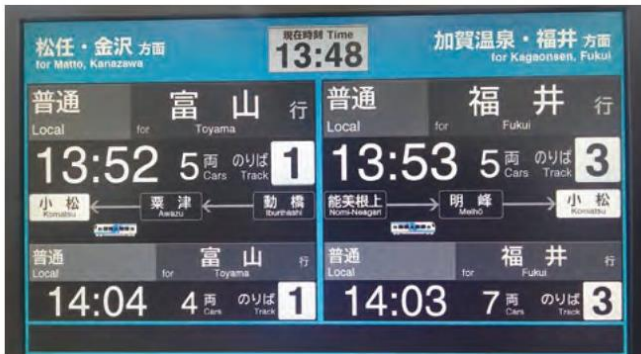 松任・金沢 方面
for Matto, Kanazawa
現在時刻 Time
13:48
加賀温泉・福井 方面
for Kagaonsen, Fukui
普通 富山 行
Local for Toyama
13:52 5両 のりば 1
Cars Track
小松 粟津 動橋
Komatsu Awazu Iburihashi
普通 富山 行
Local for Toyama
14:04 4両 のりば 1
Cars Track
普通 福井 行
Local for Fukui
13:53 5両 のりば 3
Cars Track
能美根上 明峰 小松
Nomi-Neagari Meihō Komatsu
普通 福井 行
Local for Fukui
14:03 7両 のりば 3
Cars Track